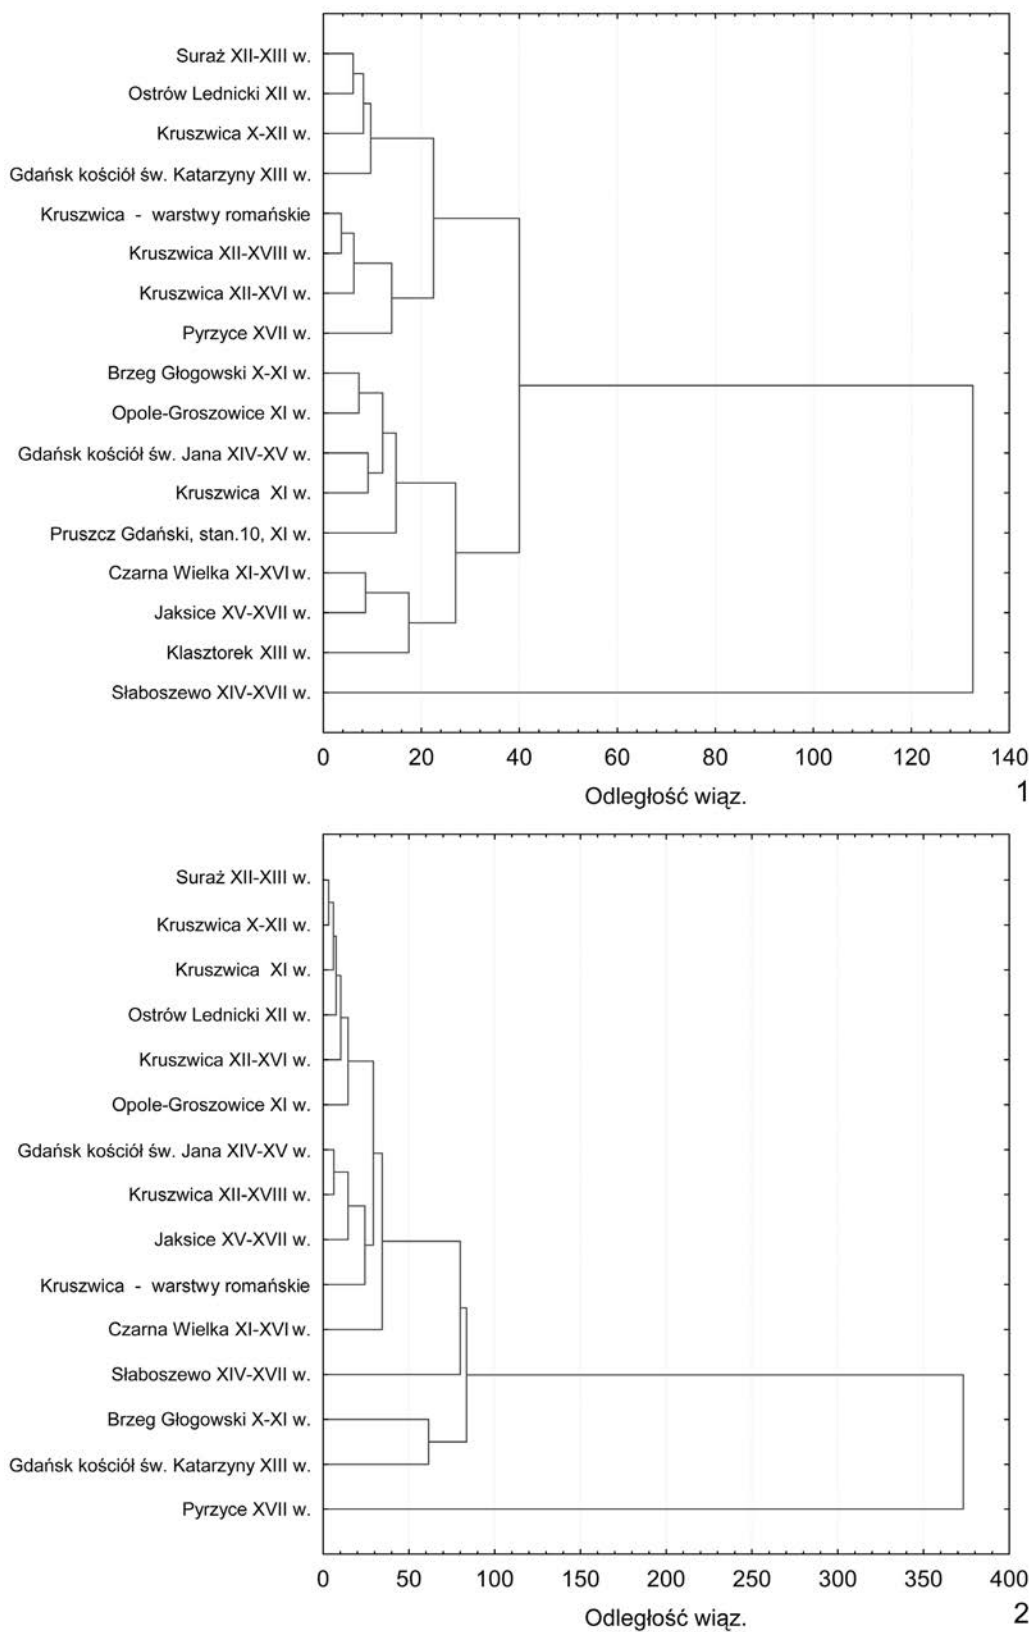 Suraż XII-XIII w.
Ostrów Lednicki XII w.
Kruszwica X-XII w.
Gdańsk kościół św. Katarzyny XIII w.
Kruszwica - warstwy romańskie
Kruszwica XII-XVIII w.
Kruszwica XII-XVI w.
Pyrzyce XVII w.
Brzeg Głogowski X-XI w.
Opole-Groszowice XI w.
Gdańsk kościół św. Jana XIV-XV w.
Kruszwica XI w.
Pruszcz Gdański, stan.10, XI w.
Czarna Wielka XI-XVI w.
Jaksice XV-XVII w.
Klasztorek XIII w.
Słaboszewo XIV-XVII w.
0 20 40 60 80 100 120 140
Odległość wiąz.
1
Suraż XII-XIII w.
Kruszwica X-XII w.
Kruszwica XI w.
Ostrów Lednicki XII w.
Kruszwica XII-XVI w.
Opole-Groszowice XI w.
Gdańsk kościół św. Jana XIV-XV w.
Kruszwica XII-XVIII w.
Jaksice XV-XVII w.
Kruszwica - warstwy romańskie
Czarna Wielka XI-XVI w.
Słaboszewo XIV-XVII w.
Brzeg Głogowski X-XI w.
Gdańsk kościół św. Katarzyny XIII w.
Pyrzyce XVII w.
0 50 100 150 200 250 300 350 400
Odległość wiąz.
2